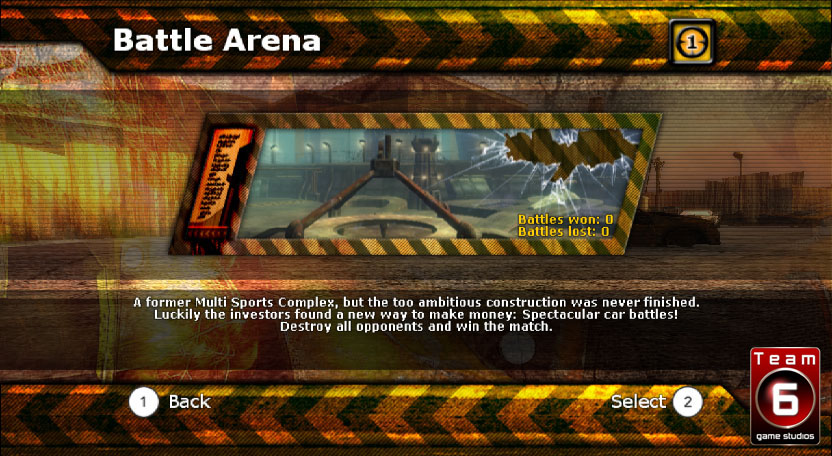 Battle Arena
1
Battles won: 0
Battles lost: 0
A former Multi Sports Complex, but the too ambitious construction was never finished.
Luckily the investors found a new way to make money: Spectacular car battles!
Destroy all opponents and win the match.
1 Back
Select 2
Team
6
game studios